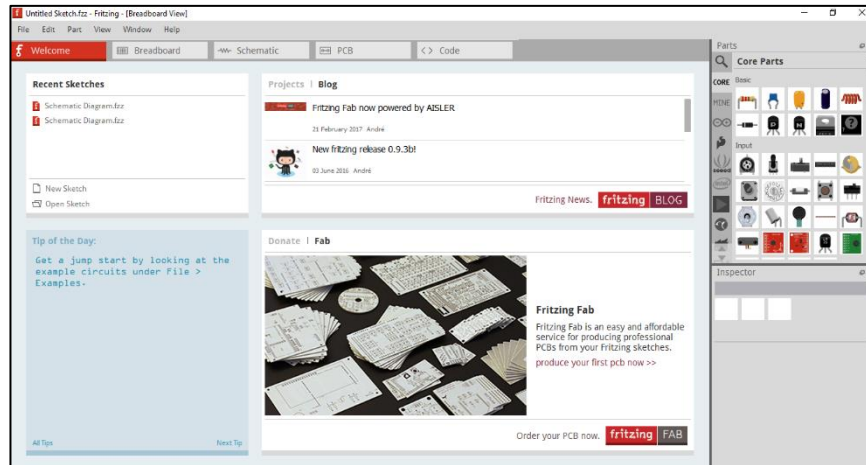 Untitled Sketch.fzz - Fritzing - [Breadboard View]
File Edit Part View Window Help
Welcome Breadboard Schematic PCB Code
Parts
Core Parts
CORE Basic
MINE
Input
Recent Sketches
Schematic Diagram.fzz
Schematic Diagram.fzz
New Sketch
Open Sketch
Projects | Blog
Fritzing Fab now powered by AISLER
21 February 2017 André
New fritzing release 0.9.3b!
03 June 2016 André
Fritzing News. fritzing BLOG
Tip of the Day:
Get a jump start by looking at the
example circuits under File >
Examples.
All Tips Next Tip
Donate | Fab
Fritzing Fab
Fritzing Fab is an easy and affordable
service for producing professional
PCBs from your Fritzing sketches.
produce your first pcb now >>
Order your PCB now. fritzing FAB
Inspector